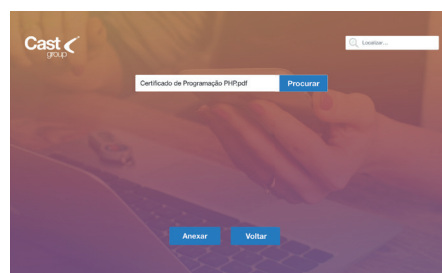 Cast
group
Localizar...
Certificado de Programação PHP.pdf
Procurar
Anexar
Voltar